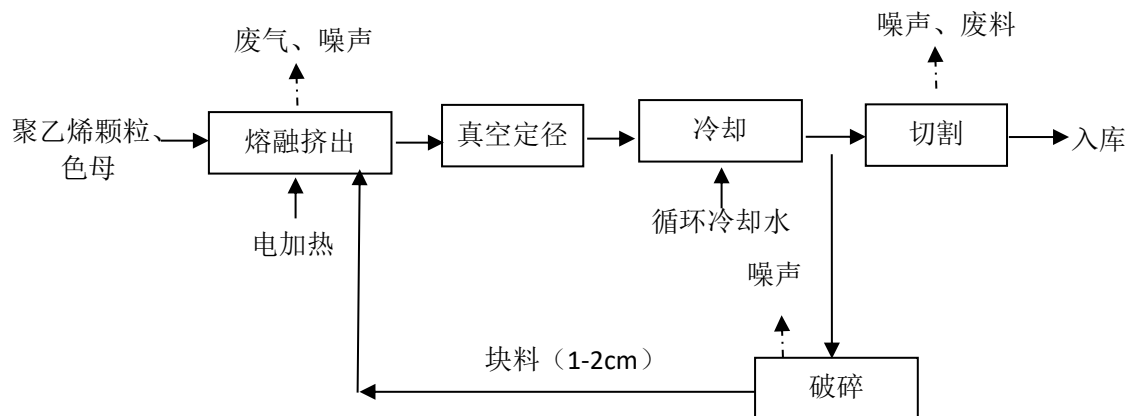 废气、噪声
噪声、废料
聚乙烯颗粒、
色母
熔融挤出
真空定径
冷却
切割
入库
电加热
循环冷却水
噪声
块料（1-2cm）
破碎